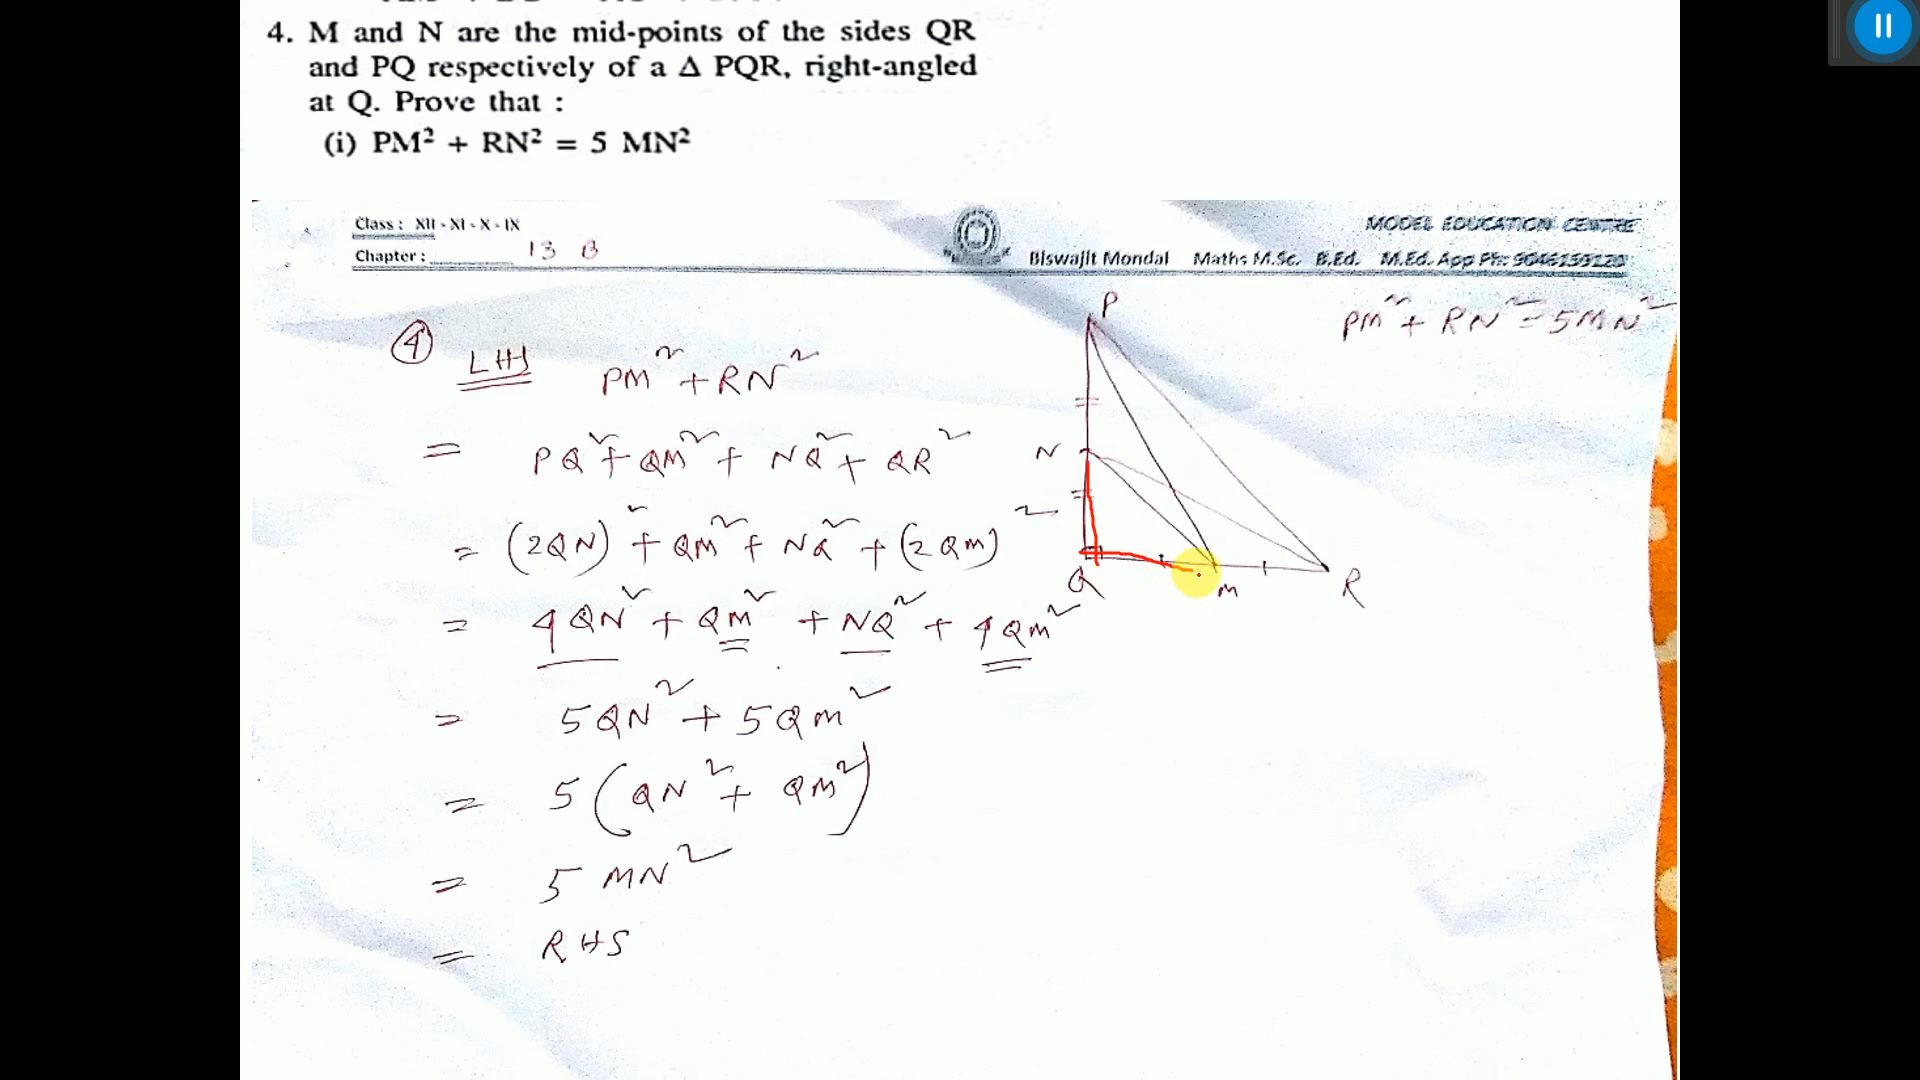 4. M and N are the mid-points of the sides QR
and PQ respectively of a Δ PQR, right-angled
at Q. Prove that :
(i) PM² + RN² = 5 MN²
Class : XII - XI - X - IX
Chapter : 13 B
MODEL EDUCATION CENTRE
Biswajit Mondal Maths M.Sc. B.Ed. M.Ed. App Ph:
PM² + RN² = 5MN²
④ LHS PM² + RN²
= PQ² + QM² + NQ² + QR²
= (2QN)² + QM² + NQ² + (2QM)²
= 4QN² + QM² + NQ² + 4QM²
= 5QN² + 5QM²
= 5(QN² + QM²)
= 5 MN²
= RHS
P
N
Q
M
R